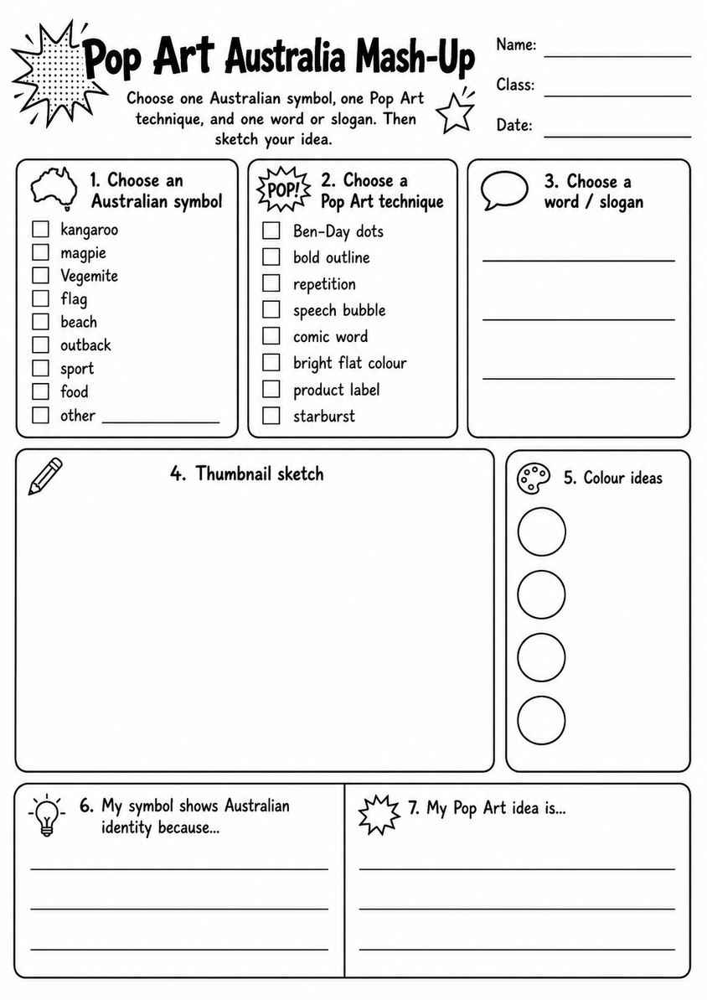 Pop Art Australia Mash-Up
Choose one Australian symbol, one Pop Art
technique, and one word or slogan. Then
sketch your idea.
Name:
Class:
Date:
1. Choose an
Australian symbol
kangaroo
magpie
Vegemite
flag
beach
outback
sport
food
other
POP!
2. Choose a
Pop Art technique
Ben-Day dots
bold outline
repetition
speech bubble
comic word
bright flat colour
product label
starburst
3. Choose a
word / slogan
4. Thumbnail sketch
5. Colour ideas
6. My symbol shows Australian
identity because...
7. My Pop Art idea is...